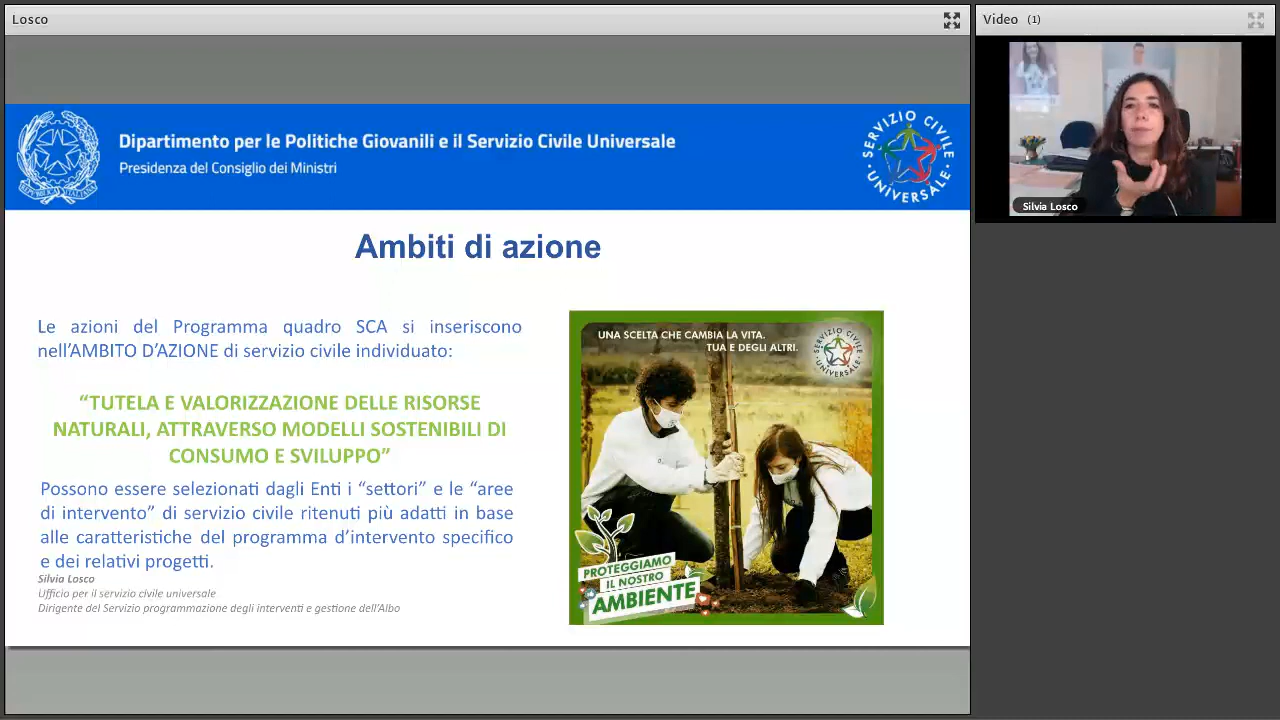 Losco
Video (1)
Dipartimento per le Politiche Giovanili e il Servizio Civile Universale
Presidenza del Consiglio dei Ministri
SERVIZIO CIVILE
UNIVERSALE
Silvia Losco
Ambiti di azione
Le azioni del Programma quadro SCA si inseriscono
nell’AMBITO D’AZIONE di servizio civile individuato:
“TUTELA E VALORIZZAZIONE DELLE RISORSE
NATURALI, ATTRAVERSO MODELLI SOSTENIBILI DI
CONSUMO E SVILUPPO”
Possono essere selezionati dagli Enti i “settori” e le “aree
di intervento” di servizio civile ritenuti più adatti in base
alle caratteristiche del programma d’intervento specifico
e dei relativi progetti.
Silvia Losco
Ufficio per il servizio civile universale
Dirigente del Servizio programmazione degli interventi e gestione dell’Albo
UNA SCELTA CHE CAMBIA LA VITA.
TUA E DEGLI ALTRI.
SERVIZIO CIVILE
UNIVERSALE
PROTEGGIAMO
IL NOSTRO
AMBIENTE